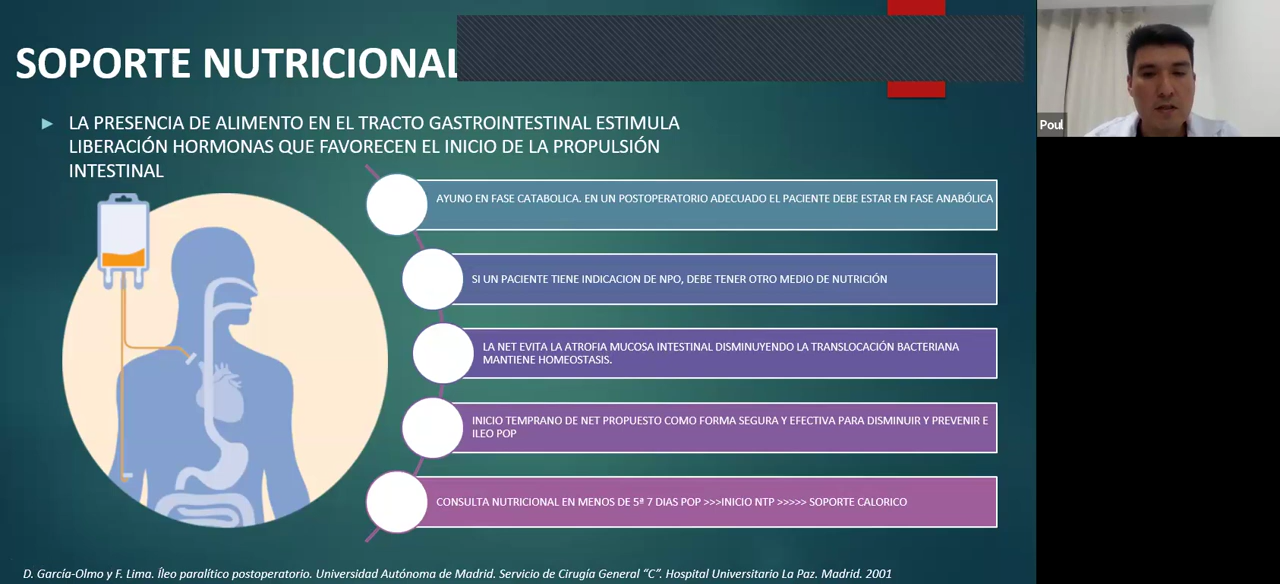 SOPORTE NUTRICIONAL
LA PRESENCIA DE ALIMENTO EN EL TRACTO GASTROINTESTINAL ESTIMULA
LIBERACIÓN HORMONAS QUE FAVORECEN EL INICIO DE LA PROPULSIÓN
INTESTINAL
AYUNO EN FASE CATABOLICA. EN UN POSTOPERATORIO ADECUADO EL PACIENTE DEBE ESTAR EN FASE ANABÓLICA
SI UN PACIENTE TIENE INDICACION DE NPO, DEBE TENER OTRO MEDIO DE NUTRICIÓN
LA NET EVITA LA ATROFIA MUCOSA INTESTINAL DISMINUYENDO LA TRANSLOCACIÓN BACTERIANA
MANTIENE HOMEOSTASIS.
INICIO TEMPRANO DE NET PROPUESTO COMO FORMA SEGURA Y EFECTIVA PARA DISMINUIR Y PREVENIR E
ILEO POP
CONSULTA NUTRICIONAL EN MENOS DE 5ª 7 DIAS POP >>>INICIO NTP >>>>> SOPORTE CALORICO
D. García-Olmo y F. Lima. Íleo paralítico postoperatorio. Universidad Autónoma de Madrid. Servicio de Cirugía General "C". Hospital Universitario La Paz. Madrid. 2001
Poul